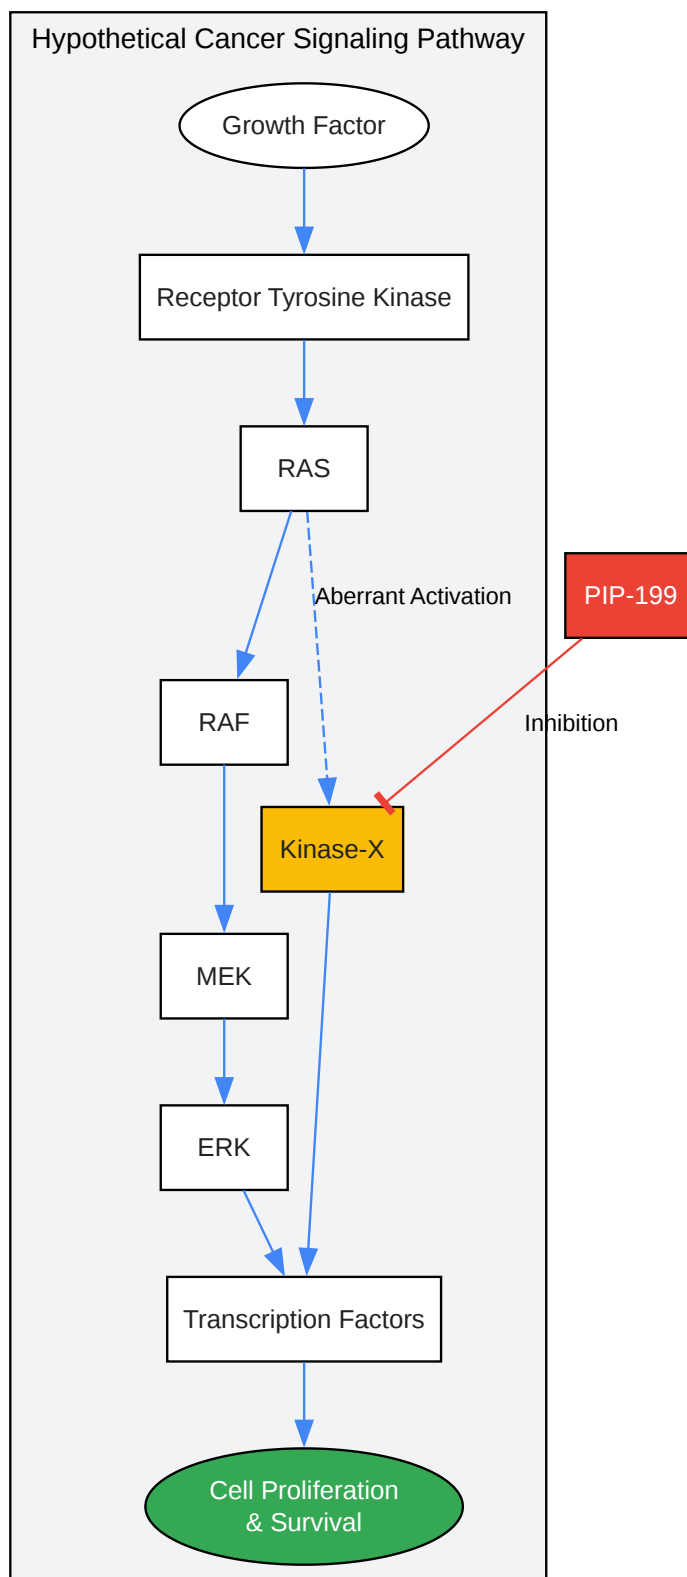 Hypothetical Cancer Signaling Pathway
Growth Factor
Receptor Tyrosine Kinase
RAS
Aberrant Activation
PIP-199
RAF
Inhibition
Kinase-X
MEK
ERK
Transcription Factors
Cell Proliferation
& Survival